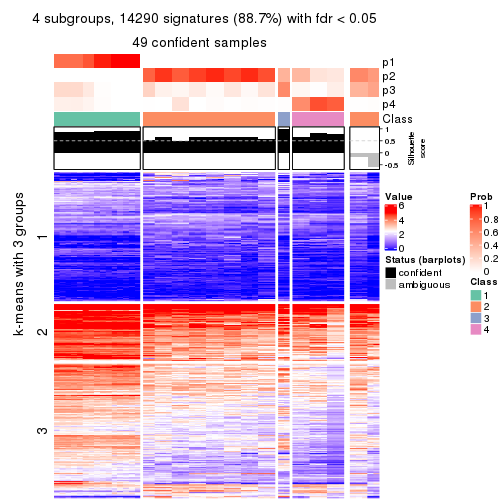 4 subgroups, 14290 signatures (88.7%) with fdr < 0.05
49 confident samples
p1
p2
p3
p4
Class
1
0.5
0
-0.5
Silhouette
score
k-means with 3 groups
1
2
3
Value
6
4
2
0
Status (barplots)
confident
ambiguous
Prob
1
0.8
0.6
0.4
0.2
0
Class
1
2
3
4